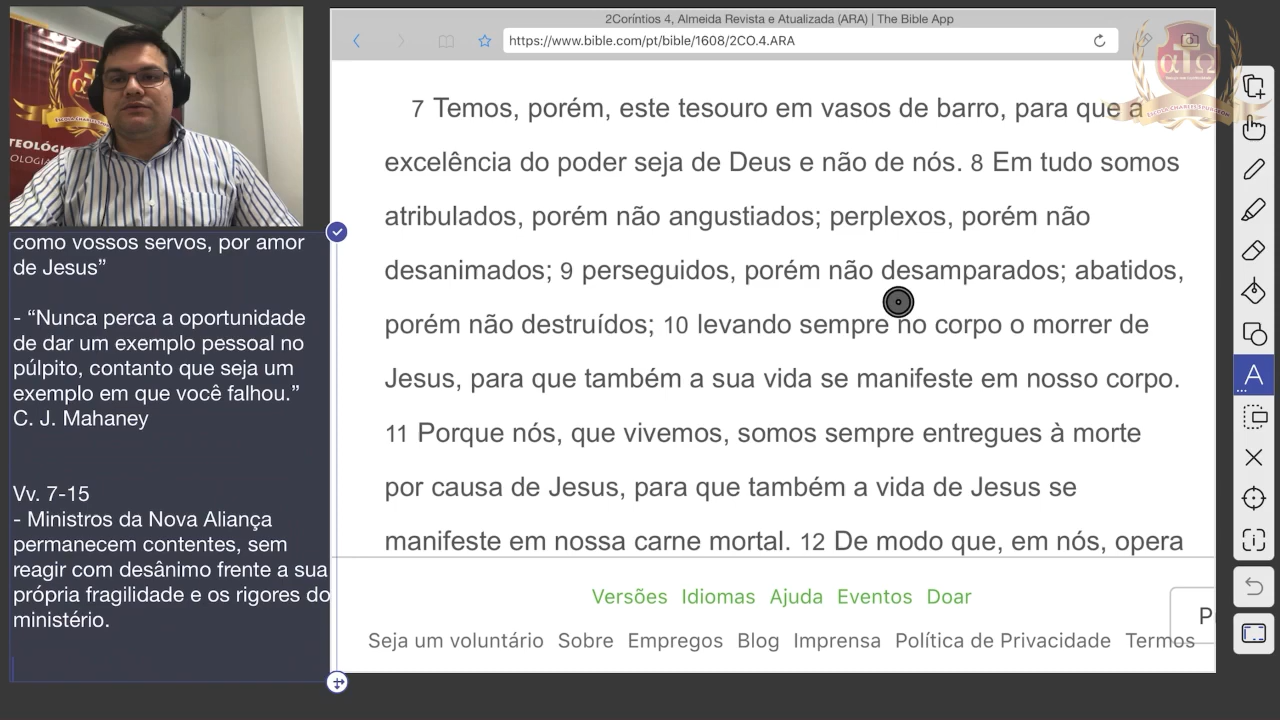 2Coríntios 4, Almeida Revista e Atualizada (ARA) | The Bible App
https://www.bible.com/pt/bible/1608/2CO.4.ARA
7 Temos, porém, este tesouro em vasos de barro, para que a
excelência do poder seja de Deus e não de nós. 8 Em tudo somos
atribulados, porém não angustiados; perplexos, porém não
desanimados; 9 perseguidos, porém não desamparados; abatidos,
porém não destruídos; 10 levando sempre no corpo o morrer de
Jesus, para que também a sua vida se manifeste em nosso corpo.
11 Porque nós, que vivemos, somos sempre entregues à morte
por causa de Jesus, para que também a vida de Jesus se
manifeste em nossa carne mortal. 12 De modo que, em nós, opera
Versões Idiomas Ajuda Eventos Doar
Seja um voluntário Sobre Empregos Blog Imprensa Política de Privacidade Termos
como vossos servos, por amor
de Jesus”
- “Nunca perca a oportunidade
de dar um exemplo pessoal no
púlpito, contanto que seja um
exemplo em que você falhou.”
C. J. Mahaney
Vv. 7-15
- Ministros da Nova Aliança
permanecem contentes, sem
reagir com desânimo frente a sua
própria fragilidade e os rigores do
ministério.
α Ω
ESCOLA CHARLES SPURGEON
A